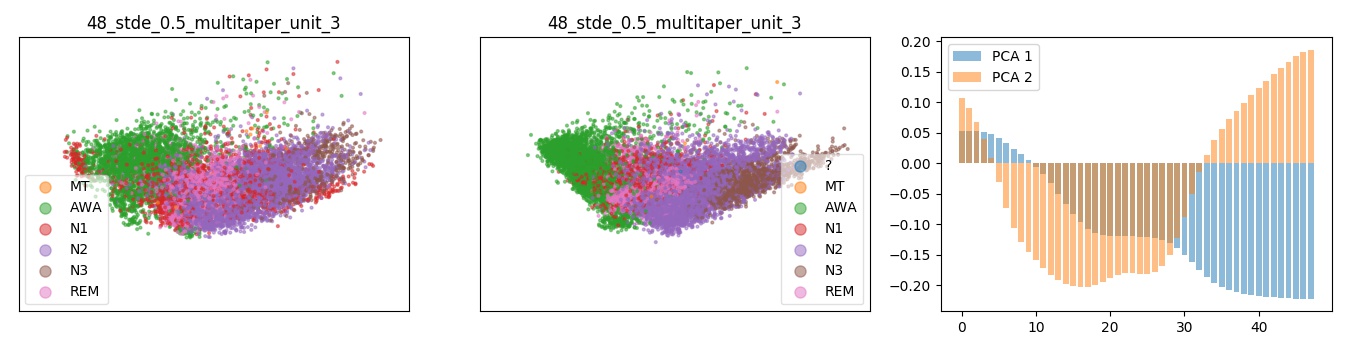 48_stde_0.5_multitaper_unit_3
MT
AWA
N1
N2
N3
REM
48_stde_0.5_multitaper_unit_3
?
MT
AWA
N1
N2
N3
REM
PCA 1
PCA 2
0.20
0.15
0.10
0.05
0.00
−0.05
−0.10
−0.15
−0.20
0 10 20 30 40